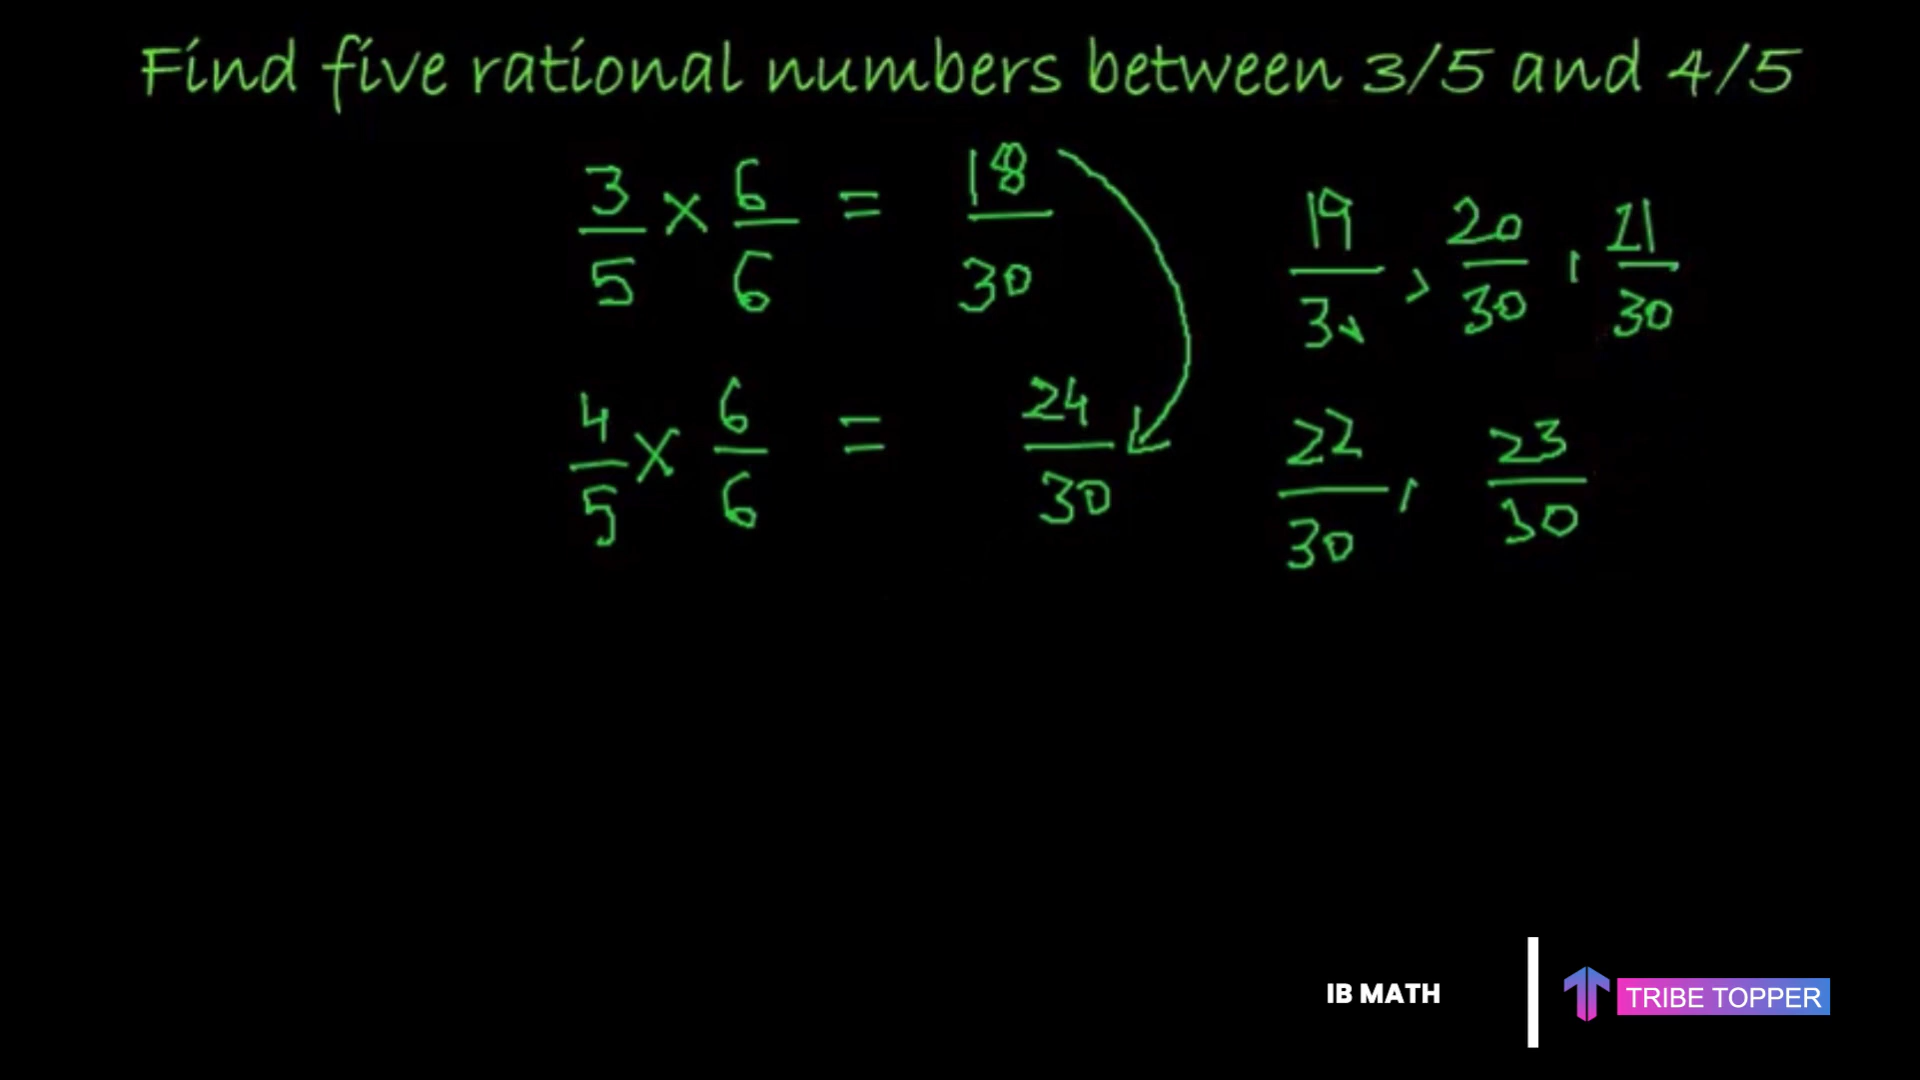 Find five rational numbers between 3/5 and 4/5
3/5 × 6/6 = 18/30
19/30, 20/30, 21/30
4/5 × 6/6 = 24/30
22/30, 23/30
IB MATH
TRIBE TOPPER